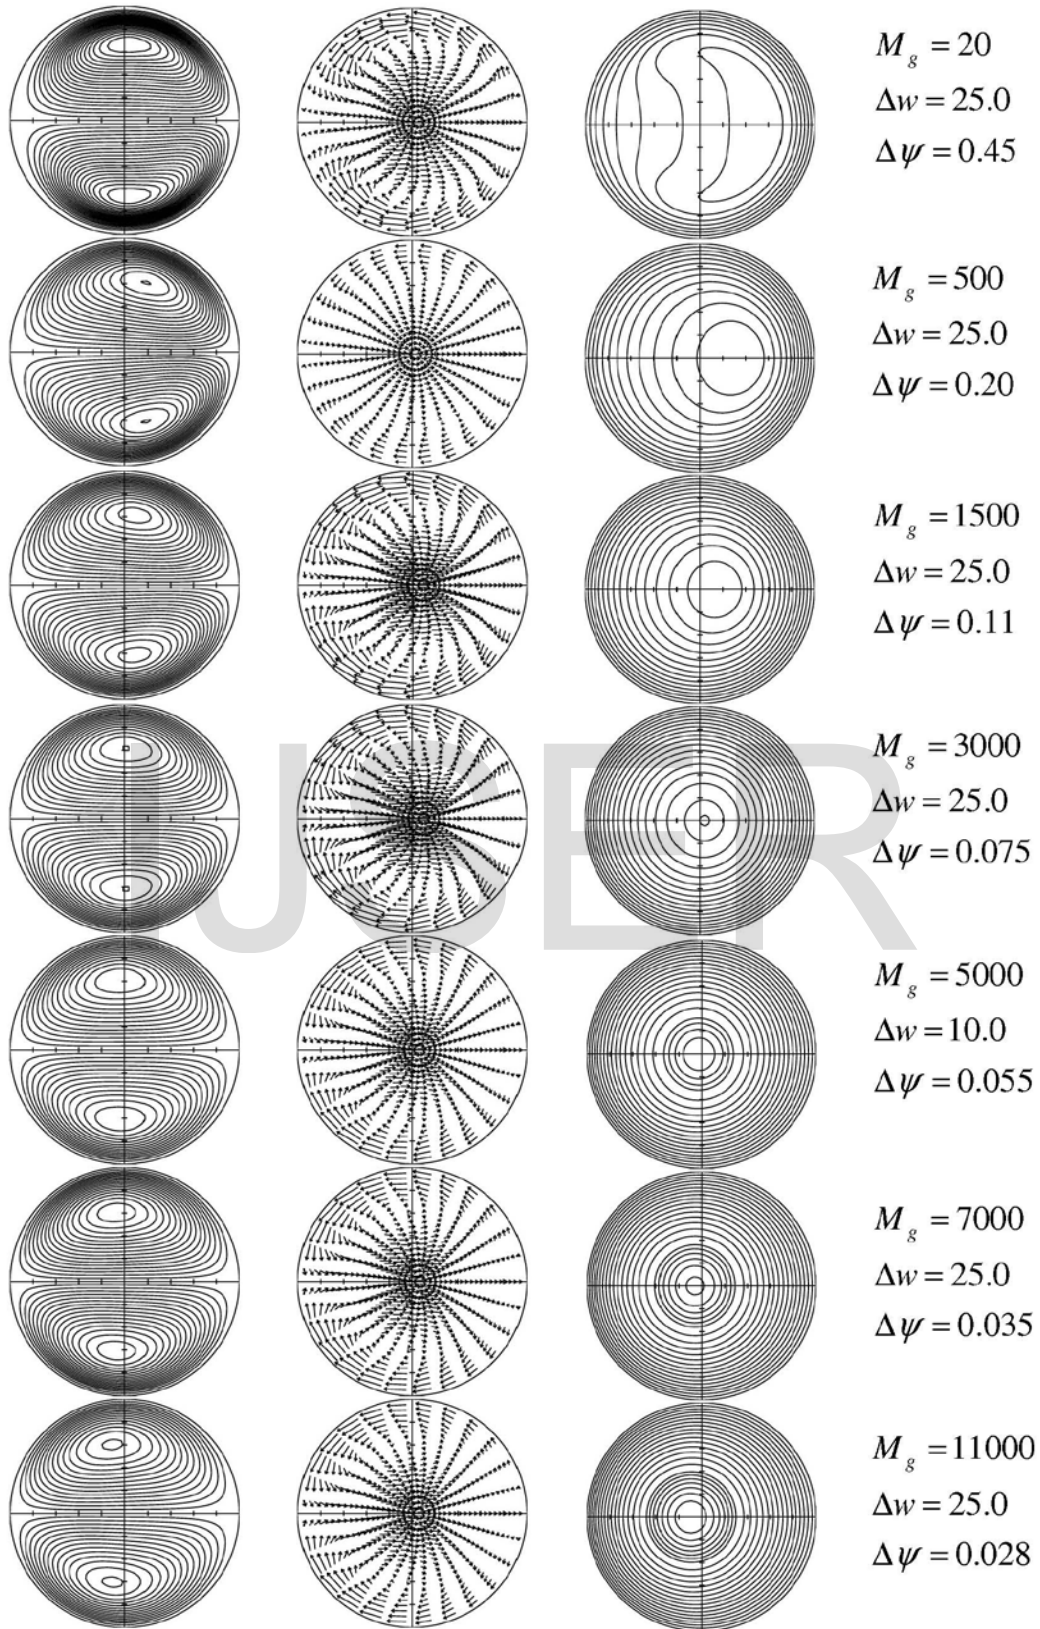 M_g = 20
Δw = 25.0
Δψ = 0.45
M_g = 500
Δw = 25.0
Δψ = 0.20
M_g = 1500
Δw = 25.0
Δψ = 0.11
M_g = 3000
Δw = 25.0
Δψ = 0.075
IJSER
M_g = 5000
Δw = 10.0
Δψ = 0.055
M_g = 7000
Δw = 25.0
Δψ = 0.035
M_g = 11000
Δw = 25.0
Δψ = 0.028